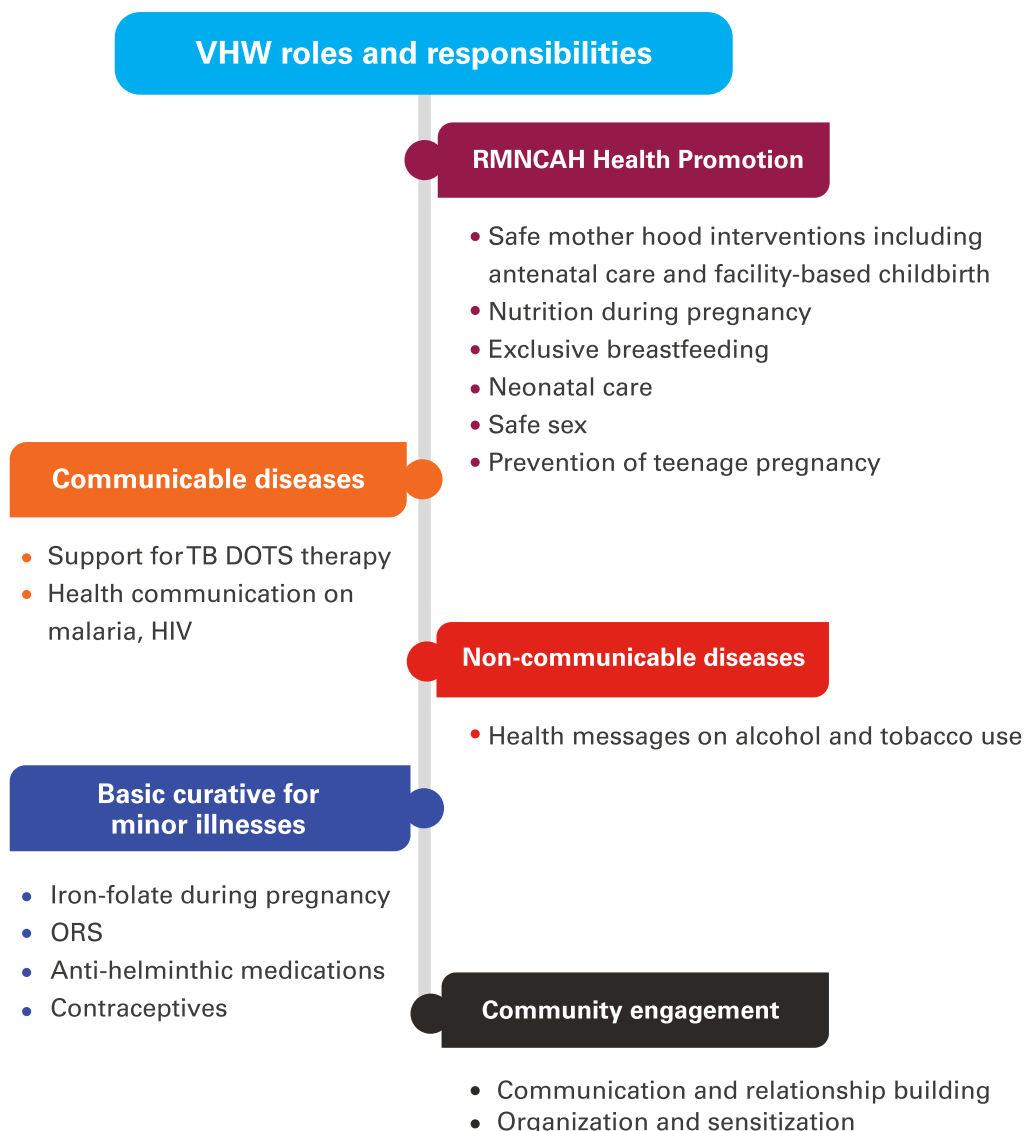 VHW roles and responsibilities
RMNCAH Health Promotion
• Safe mother hood interventions including
antenatal care and facility-based childbirth
• Nutrition during pregnancy
• Exclusive breastfeeding
• Neonatal care
• Safe sex
• Prevention of teenage pregnancy
Communicable diseases
• Support for TB DOTS therapy
• Health communication on
malaria, HIV
Non-communicable diseases
• Health messages on alcohol and tobacco use
Basic curative for
minor illnesses
• Iron-folate during pregnancy
• ORS
• Anti-helminthic medications
• Contraceptives
Community engagement
• Communication and relationship building
• Organization and sensitization